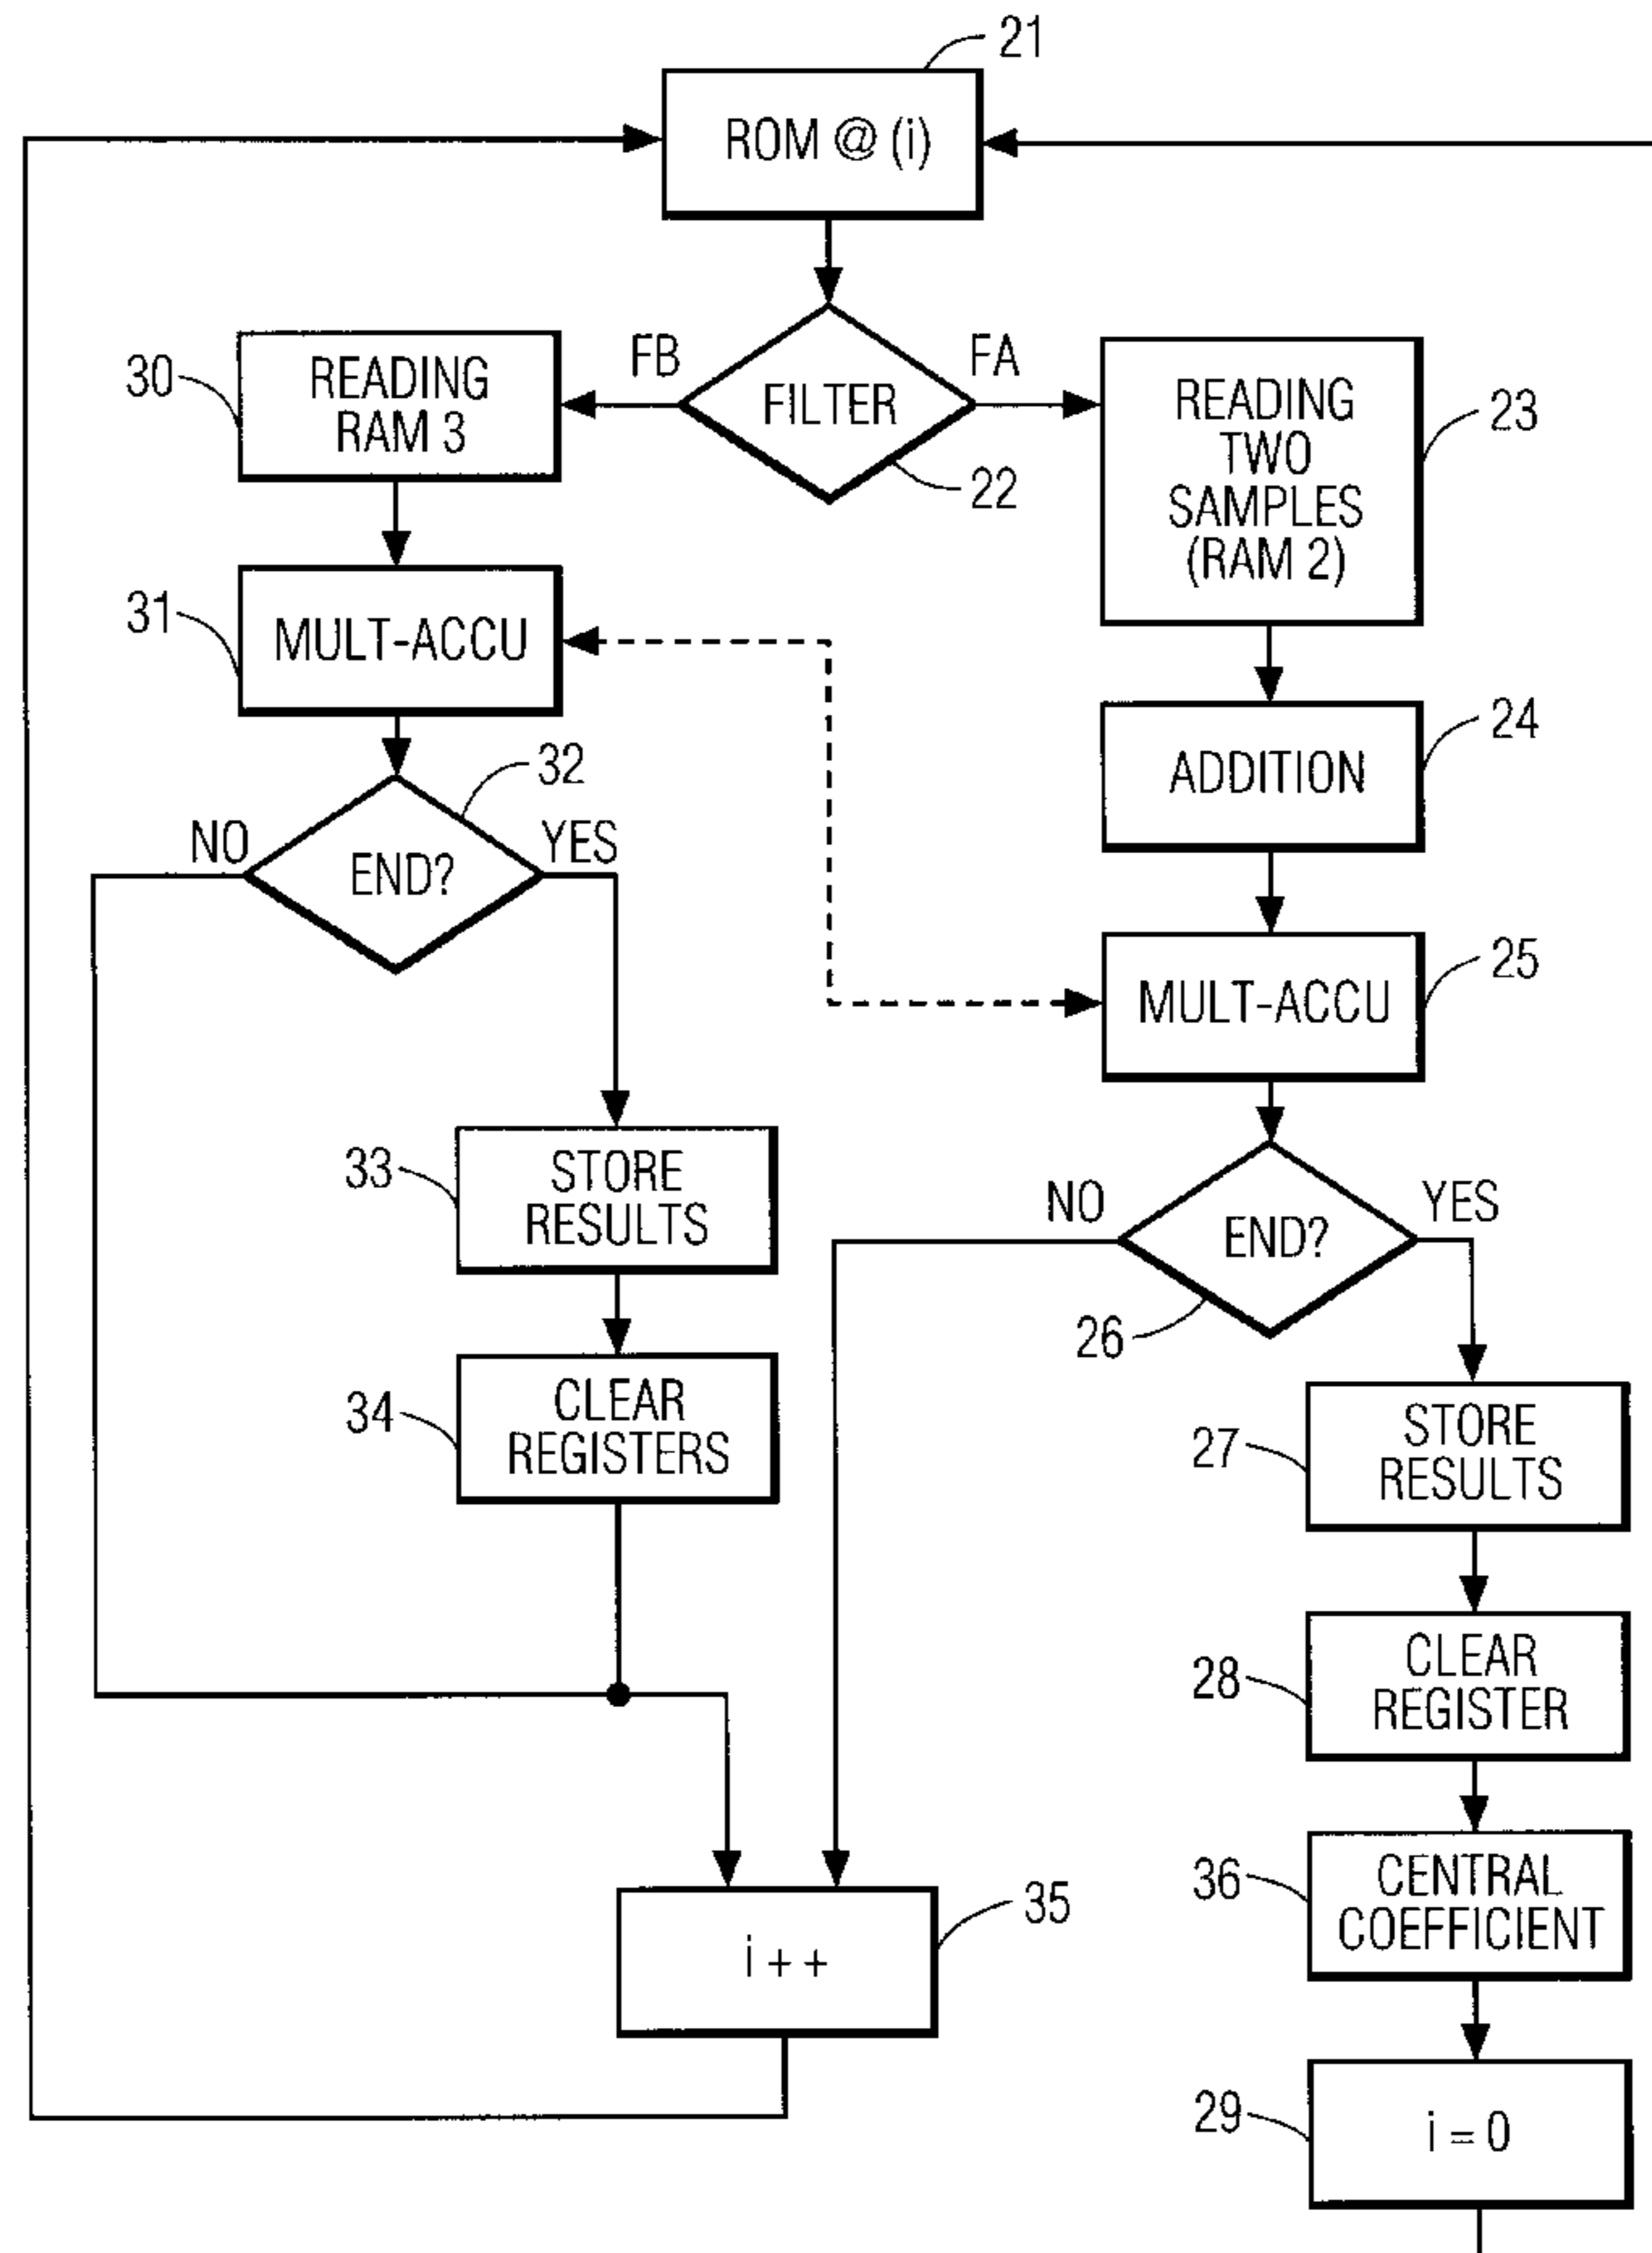 21
ROM @ (i)
FB
FA
FILTER
22
30
READING
RAM 3
READING
TWO
SAMPLES
(RAM 2)
23
31
MULT-ACCU
24
ADDITION
32
NO
YES
END?
25
MULT-ACCU
33
STORE
RESULTS
NO
YES
END?
26
34
CLEAR
REGISTERS
27
STORE
RESULTS
28
CLEAR
REGISTER
35
i + +
36
CENTRAL
COEFFICIENT
29
i = 0